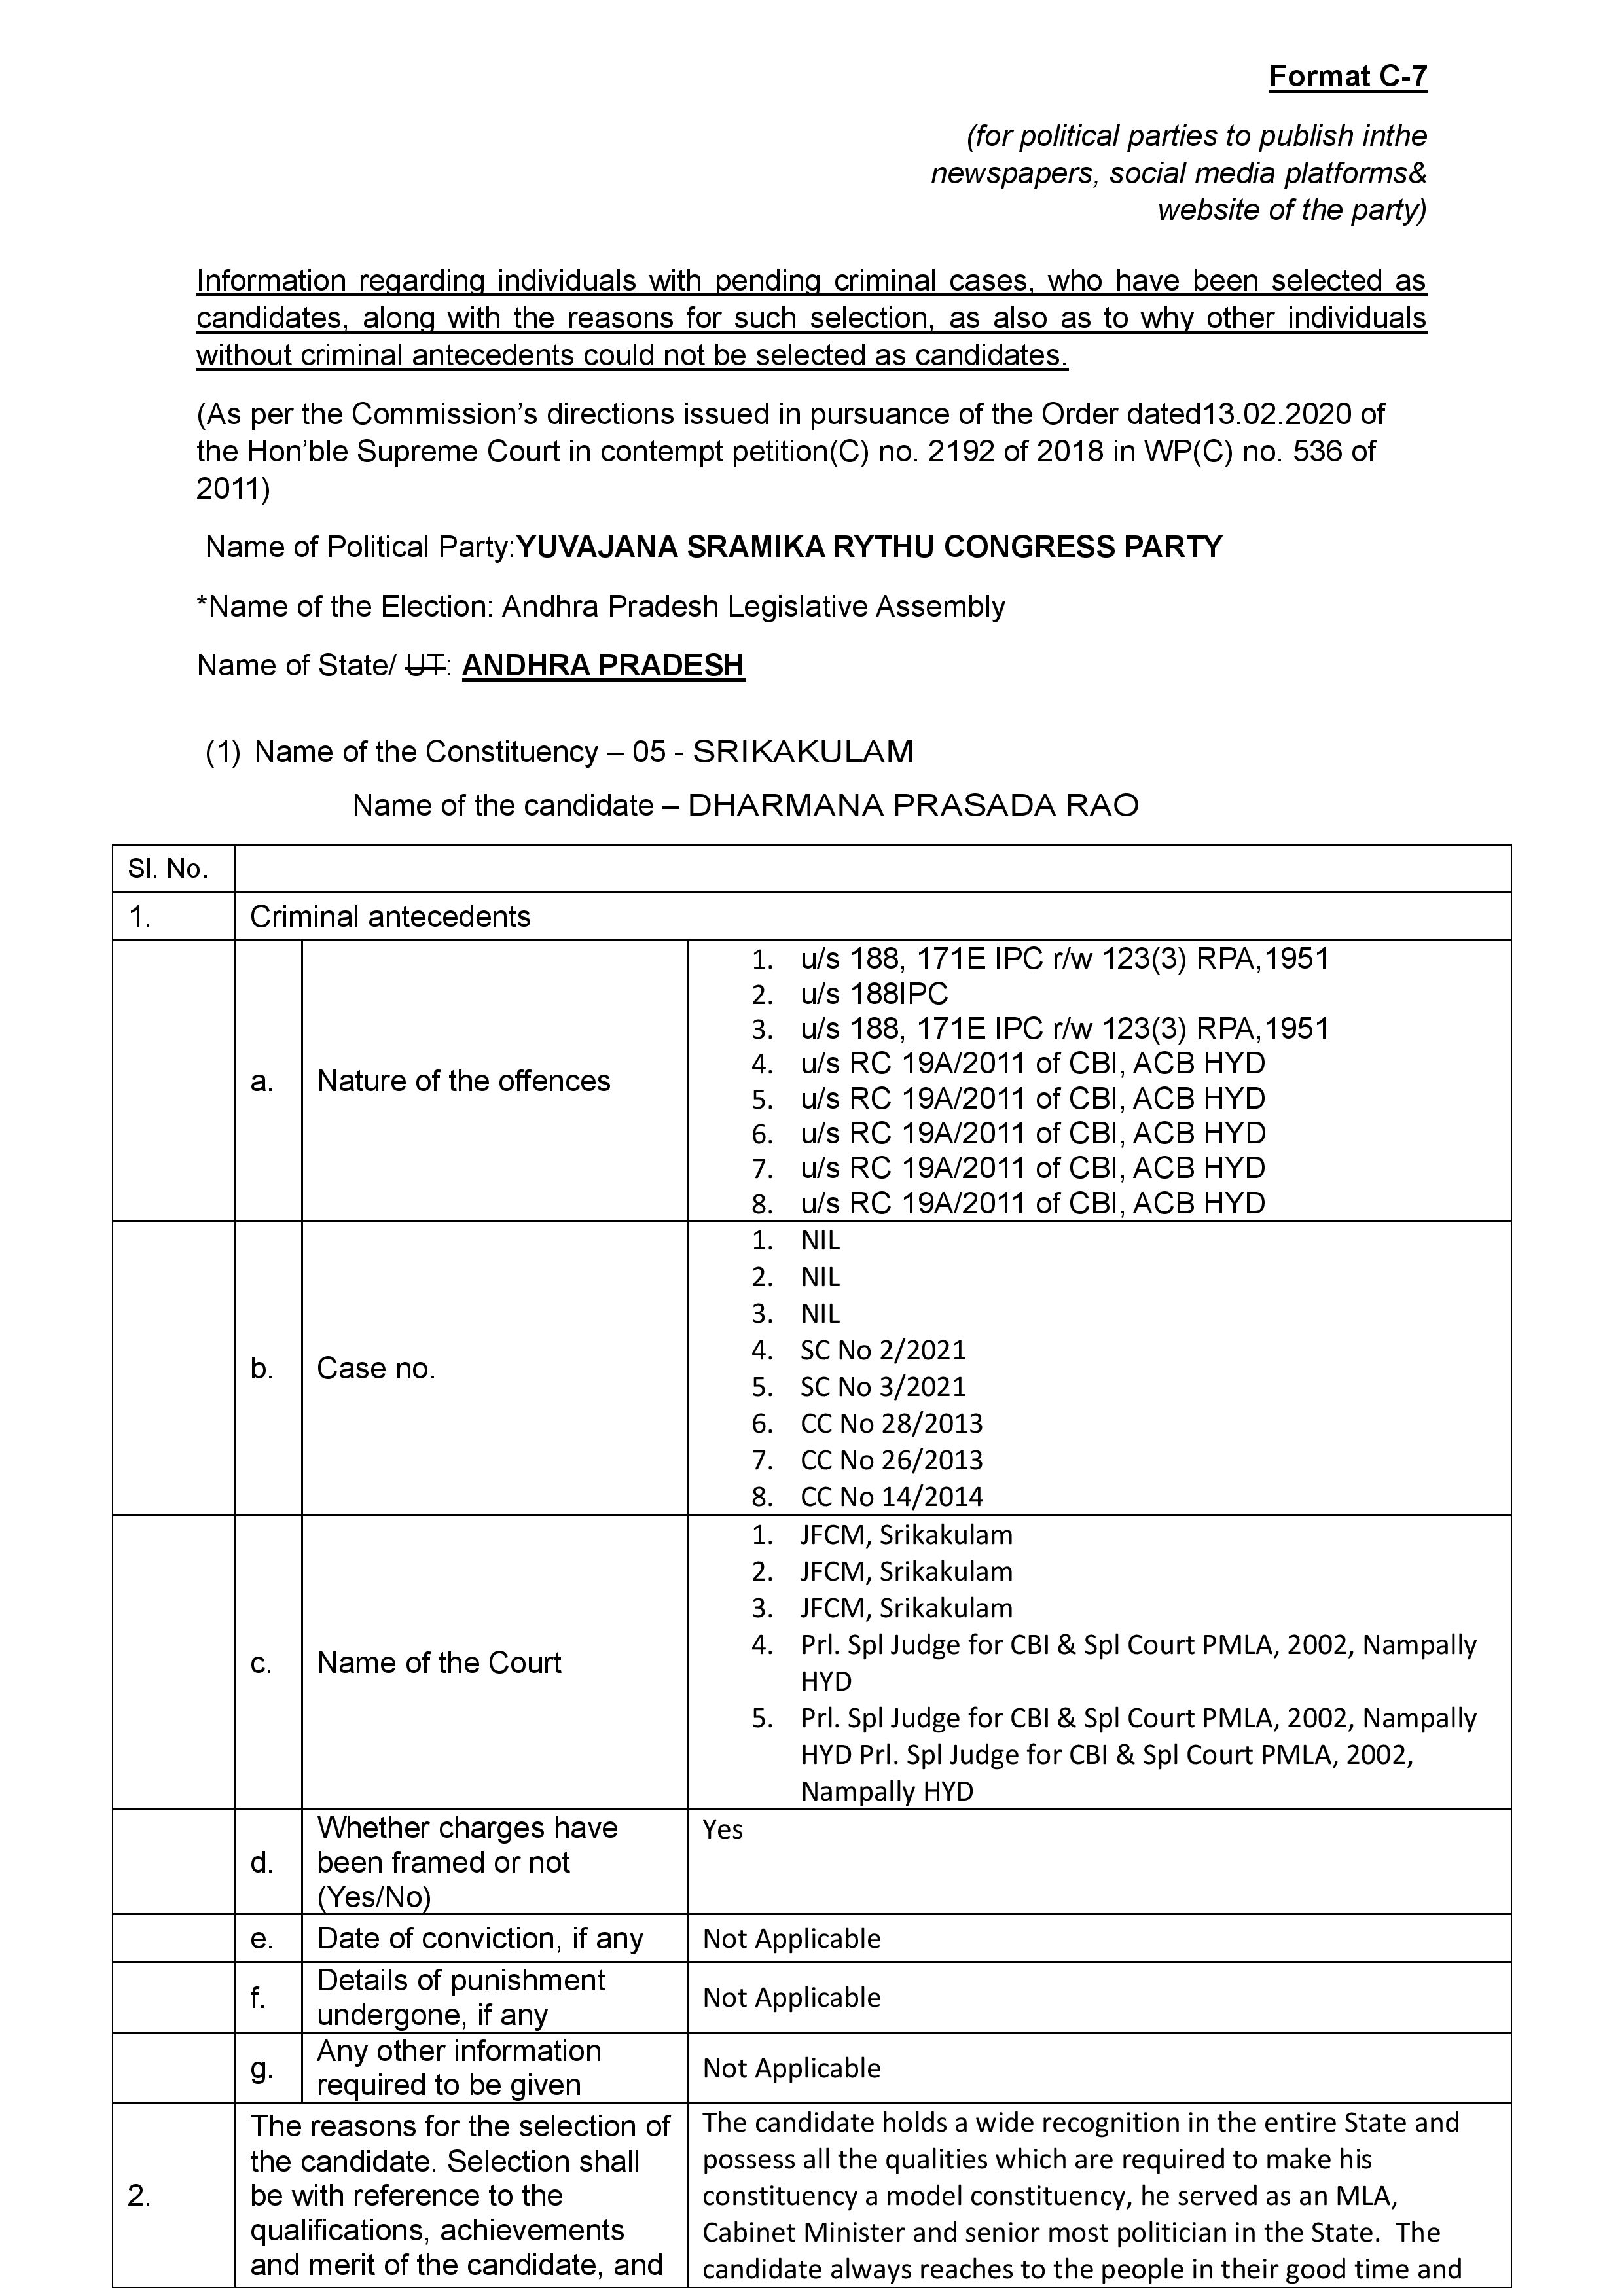 Format C-7
(for political parties to publish inthe
newspapers, social media platforms&
website of the party)
Information regarding individuals with pending criminal cases, who have been selected as
candidates, along with the reasons for such selection, as also as to why other individuals
without criminal antecedents could not be selected as candidates.
(As per the Commission’s directions issued in pursuance of the Order dated13.02.2020 of
the Hon’ble Supreme Court in contempt petition(C) no. 2192 of 2018 in WP(C) no. 536 of
2011)
Name of Political Party:YUVAJANA SRAMIKA RYTHU CONGRESS PARTY
*Name of the Election: Andhra Pradesh Legislative Assembly
Name of State/ UT: ANDHRA PRADESH
(1) Name of the Constituency – 05 - SRIKAKULAM
Name of the candidate – DHARMANA PRASADA RAO
Sl. No.
1. Criminal antecedents
a. Nature of the offences
1. u/s 188, 171E IPC r/w 123(3) RPA,1951
2. u/s 188IPC
3. u/s 188, 171E IPC r/w 123(3) RPA,1951
4. u/s RC 19A/2011 of CBI, ACB HYD
5. u/s RC 19A/2011 of CBI, ACB HYD
6. u/s RC 19A/2011 of CBI, ACB HYD
7. u/s RC 19A/2011 of CBI, ACB HYD
8. u/s RC 19A/2011 of CBI, ACB HYD
b. Case no.
1. NIL
2. NIL
3. NIL
4. SC No 2/2021
5. SC No 3/2021
6. CC No 28/2013
7. CC No 26/2013
8. CC No 14/2014
c. Name of the Court
1. JFCM, Srikakulam
2. JFCM, Srikakulam
3. JFCM, Srikakulam
4. Prl. Spl Judge for CBI & Spl Court PMLA, 2002, Nampally
HYD
5. Prl. Spl Judge for CBI & Spl Court PMLA, 2002, Nampally
HYD Prl. Spl Judge for CBI & Spl Court PMLA, 2002,
Nampally HYD
d. Whether charges have
been framed or not
(Yes/No)
Yes
e. Date of conviction, if any
Not Applicable
f. Details of punishment
undergone, if any
Not Applicable
g. Any other information
required to be given
Not Applicable
2. The reasons for the selection of
the candidate. Selection shall
be with reference to the
qualifications, achievements
and merit of the candidate, and
The candidate holds a wide recognition in the entire State and
possess all the qualities which are required to make his
constituency a model constituency, he served as an MLA,
Cabinet Minister and senior most politician in the State. The
candidate always reaches to the people in their good time and